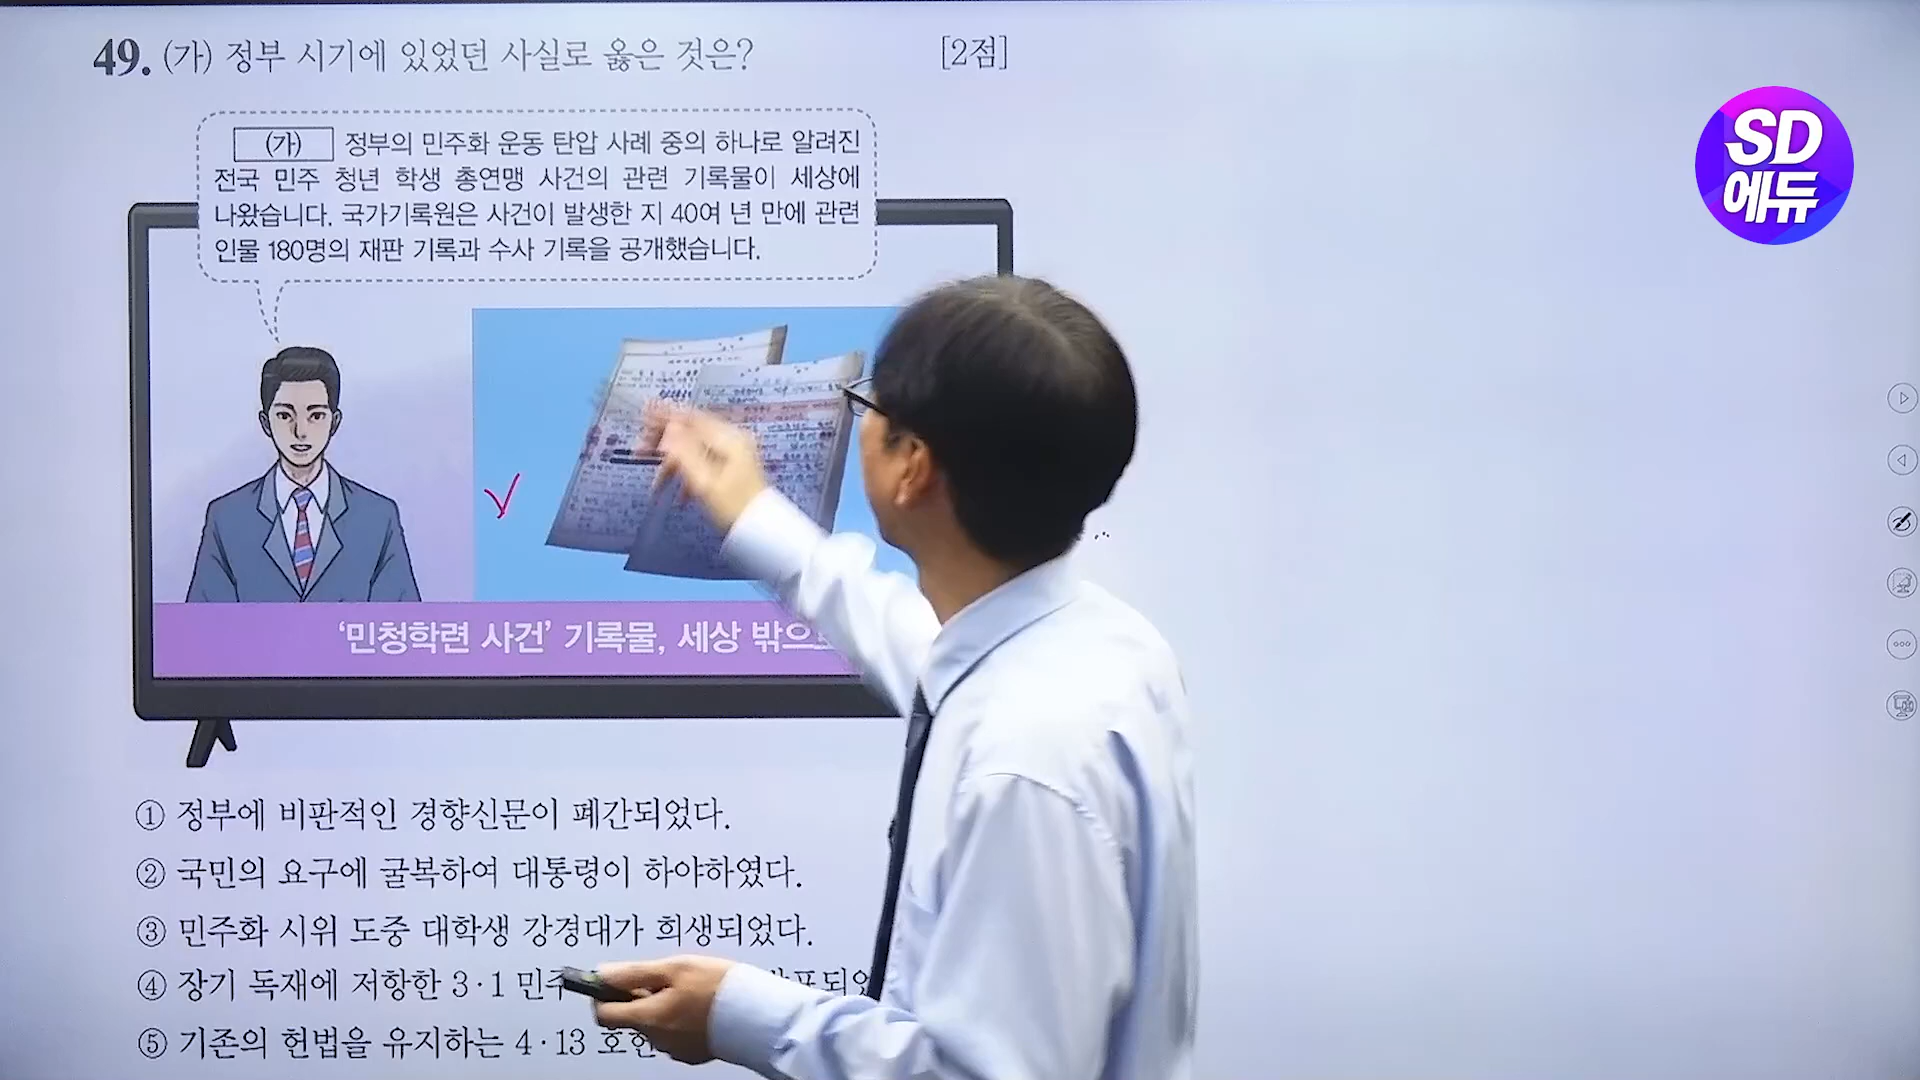 49. (가) 정부 시기에 있었던 사실로 옳은 것은? [2점]
SD
에듀
(가) 정부의 민주화 운동 탄압 사례 중의 하나로 알려진
전국 민주 청년 학생 총연맹 사건의 관련 기록물이 세상에
나왔습니다. 국가기록원은 사건이 발생한 지 40여 년 만에 관련
인물 180명의 재판 기록과 수사 기록을 공개했습니다.
'민청학련 사건' 기록물, 세상 밖으
① 정부에 비판적인 경향신문이 폐간되었다.
② 국민의 요구에 굴복하여 대통령이 하야하였다.
③ 민주화 시위 도중 대학생 강경대가 희생되었다.
④ 장기 독재에 저항한 3·1 민주
⑤ 기존의 헌법을 유지하는 4·13 호헌